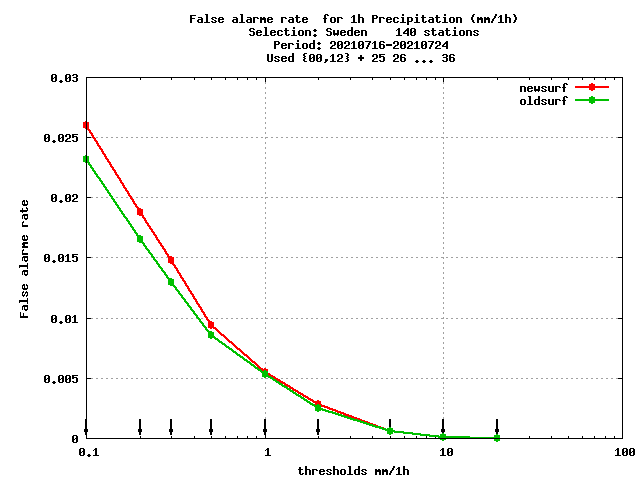 False alarme rate  for 1h Precipitation (mm/1h)
Selection: Sweden    140 stations
Period: 20210716-20210724
Used {00,12} + 25 26 ... 36
newsurf
oldsurf
0.03
0.025
0.02
0.015
0.01
0.005
0
False alarme rate
0.1 1 10 100
thresholds mm/1h